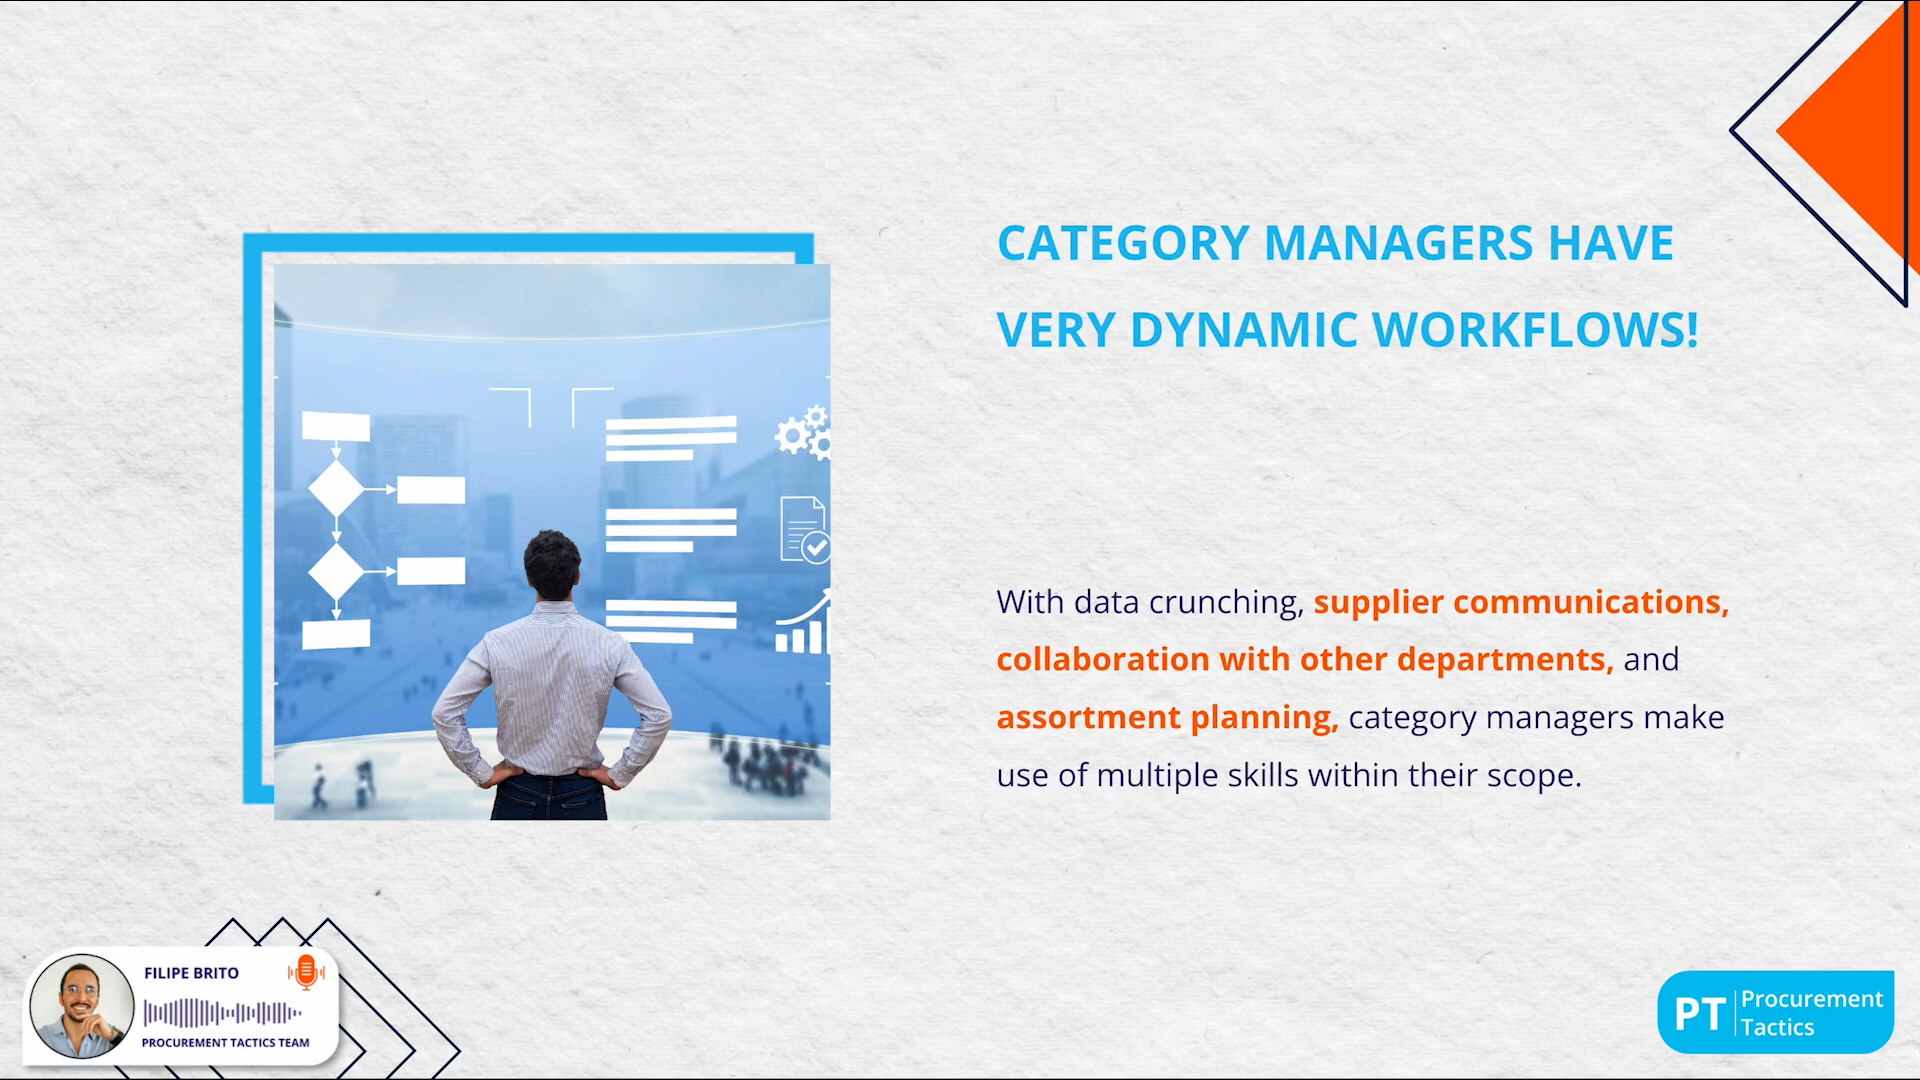 CATEGORY MANAGERS HAVE
VERY DYNAMIC WORKFLOWS!
With data crunching, supplier communications,
collaboration with other departments, and
assortment planning, category managers make
use of multiple skills within their scope.
FILIPE BRITO
PROCUREMENT TACTICS TEAM
PT Procurement
Tactics